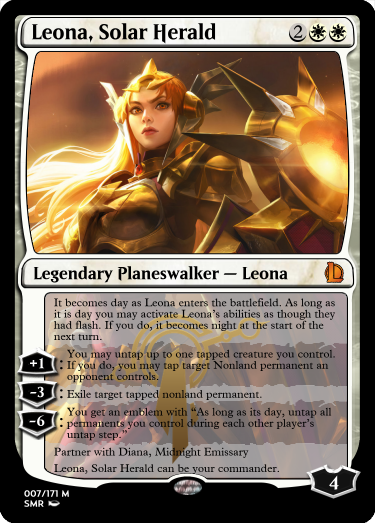 Leona, Solar Herald 2
Legendary Planeswalker — Leona
It becomes day as Leona enters the battlefield. As long as
it is day you may activate Leona's abilities as though they
had flash. If you do, it becomes night at the start of the
next turn.
You may untap up to one tapped creature you control.
+1: If you do, you may tap target Nonland permanent an
opponent controls.
-3: Exile target tapped nonland permanent.
You get an emblem with "As long as its day, untap all
-6: permanents you control during each other player's
untap step."
Partner with Diana, Midnight Emissary
Leona, Solar Herald can be your commander.
4
007/171 M
SMR